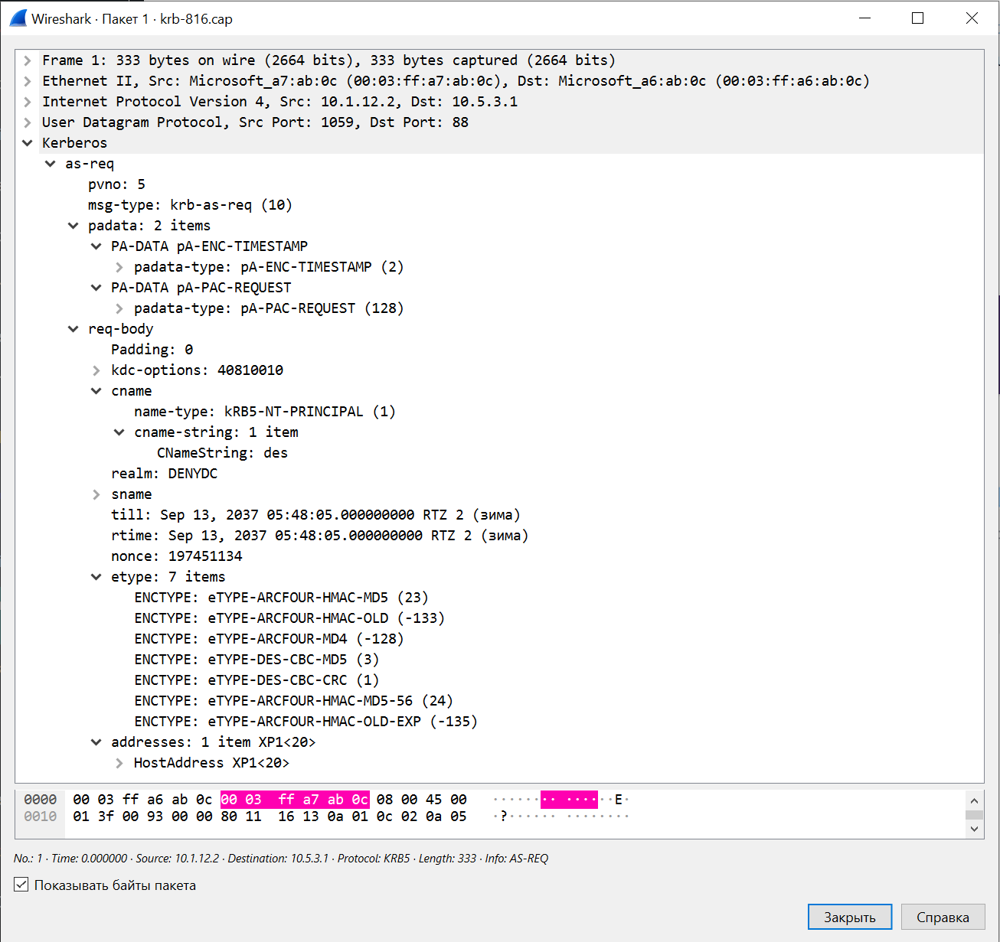 Wireshark · Пакет 1 · krb-816.cap
Frame 1: 333 bytes on wire (2664 bits), 333 bytes captured (2664 bits)
Ethernet II, Src: Microsoft_a7:ab:0c (00:03:ff:a7:ab:0c), Dst: Microsoft_a6:ab:0c (00:03:ff:a6:ab:0c)
Internet Protocol Version 4, Src: 10.1.12.2, Dst: 10.5.3.1
User Datagram Protocol, Src Port: 1059, Dst Port: 88
Kerberos
as-req
pvno: 5
msg-type: krb-as-req (10)
padata: 2 items
PA-DATA pA-ENC-TIMESTAMP
padata-type: pA-ENC-TIMESTAMP (2)
PA-DATA pA-PAC-REQUEST
padata-type: pA-PAC-REQUEST (128)
req-body
Padding: 0
kdc-options: 40810010
cname
name-type: kRB5-NT-PRINCIPAL (1)
cname-string: 1 item
CNameString: des
realm: DENYDC
sname
till: Sep 13, 2037 05:48:05.000000000 RTZ 2 (зима)
rtime: Sep 13, 2037 05:48:05.000000000 RTZ 2 (зима)
nonce: 197451134
etype: 7 items
ENCTYPE: eTYPE-ARCFOUR-HMAC-MD5 (23)
ENCTYPE: eTYPE-ARCFOUR-HMAC-OLD (-133)
ENCTYPE: eTYPE-ARCFOUR-MD4 (-128)
ENCTYPE: eTYPE-DES-CBC-MD5 (3)
ENCTYPE: eTYPE-DES-CBC-CRC (1)
ENCTYPE: eTYPE-ARCFOUR-HMAC-MD5-56 (24)
ENCTYPE: eTYPE-ARCFOUR-HMAC-OLD-EXP (-135)
addresses: 1 item XP1<20>
HostAddress XP1<20>
0000 00 03 ff a6 ab 0c 00 03 ff a7 ab 0c 08 00 45 00 ······ ·· ···· ··E·
0010 01 3f 00 93 00 00 80 11 16 13 0a 01 0c 02 0a 05 ·?······ ········
No.: 1 · Time: 0.000000 · Source: 10.1.12.2 · Destination: 10.5.3.1 · Protocol: KRB5 · Length: 333 · Info: AS-REQ
Показывать байты пакета
Закрыть Справка